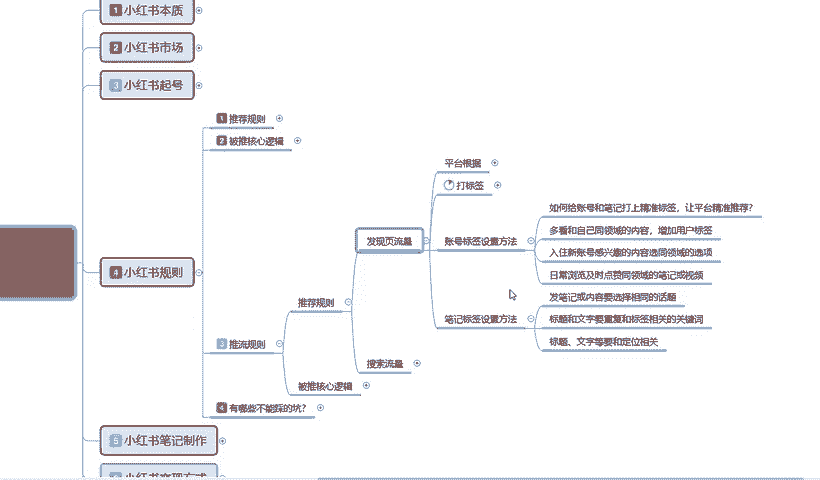 1 小红书本质
2 小红书市场
3 小红书起号
4 小红书规则
1 推荐规则
2 被推核心逻辑
3 推流规则
推荐规则
发现页流量
平台根据
打标签
账号标签设置方法
如何给账号和笔记打上精准标签，让平台精准推荐？
多看和自己同领域的内容，增加用户标签
入住新账号感兴趣的内容选同领域的选项
日常浏览及时点赞同领域的笔记或视频
笔记标签设置方法
发笔记或内容要选择相同的话题
标题和文字要重复和标签相关的关键词
标题、文字等要和定位相关
搜索流量
被推核心逻辑
4 有哪些不能踩的坑？
5 小红书笔记制作
6 小红书变现方式